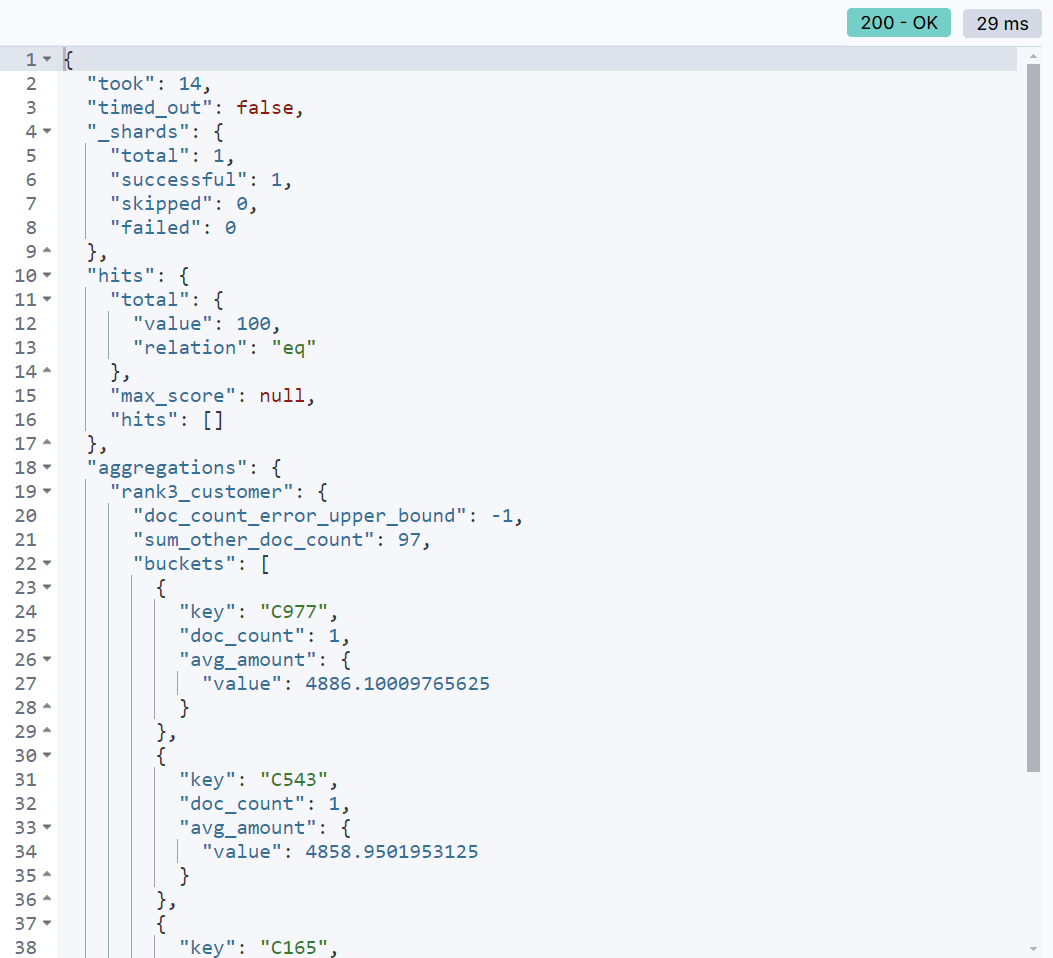 200 - OK 29 ms
1 {
2 "took": 14,
3 "timed_out": false,
4 "_shards": {
5 "total": 1,
6 "successful": 1,
7 "skipped": 0,
8 "failed": 0
9 },
10 "hits": {
11 "total": {
12 "value": 100,
13 "relation": "eq"
14 },
15 "max_score": null,
16 "hits": []
17 },
18 "aggregations": {
19 "rank3_customer": {
20 "doc_count_error_upper_bound": -1,
21 "sum_other_doc_count": 97,
22 "buckets": [
23 {
24 "key": "C977",
25 "doc_count": 1,
26 "avg_amount": {
27 "value": 4886.10009765625
28 }
29 },
30 {
31 "key": "C543",
32 "doc_count": 1,
33 "avg_amount": {
34 "value": 4858.9501953125
35 }
36 },
37 {
38 "key": "C165",